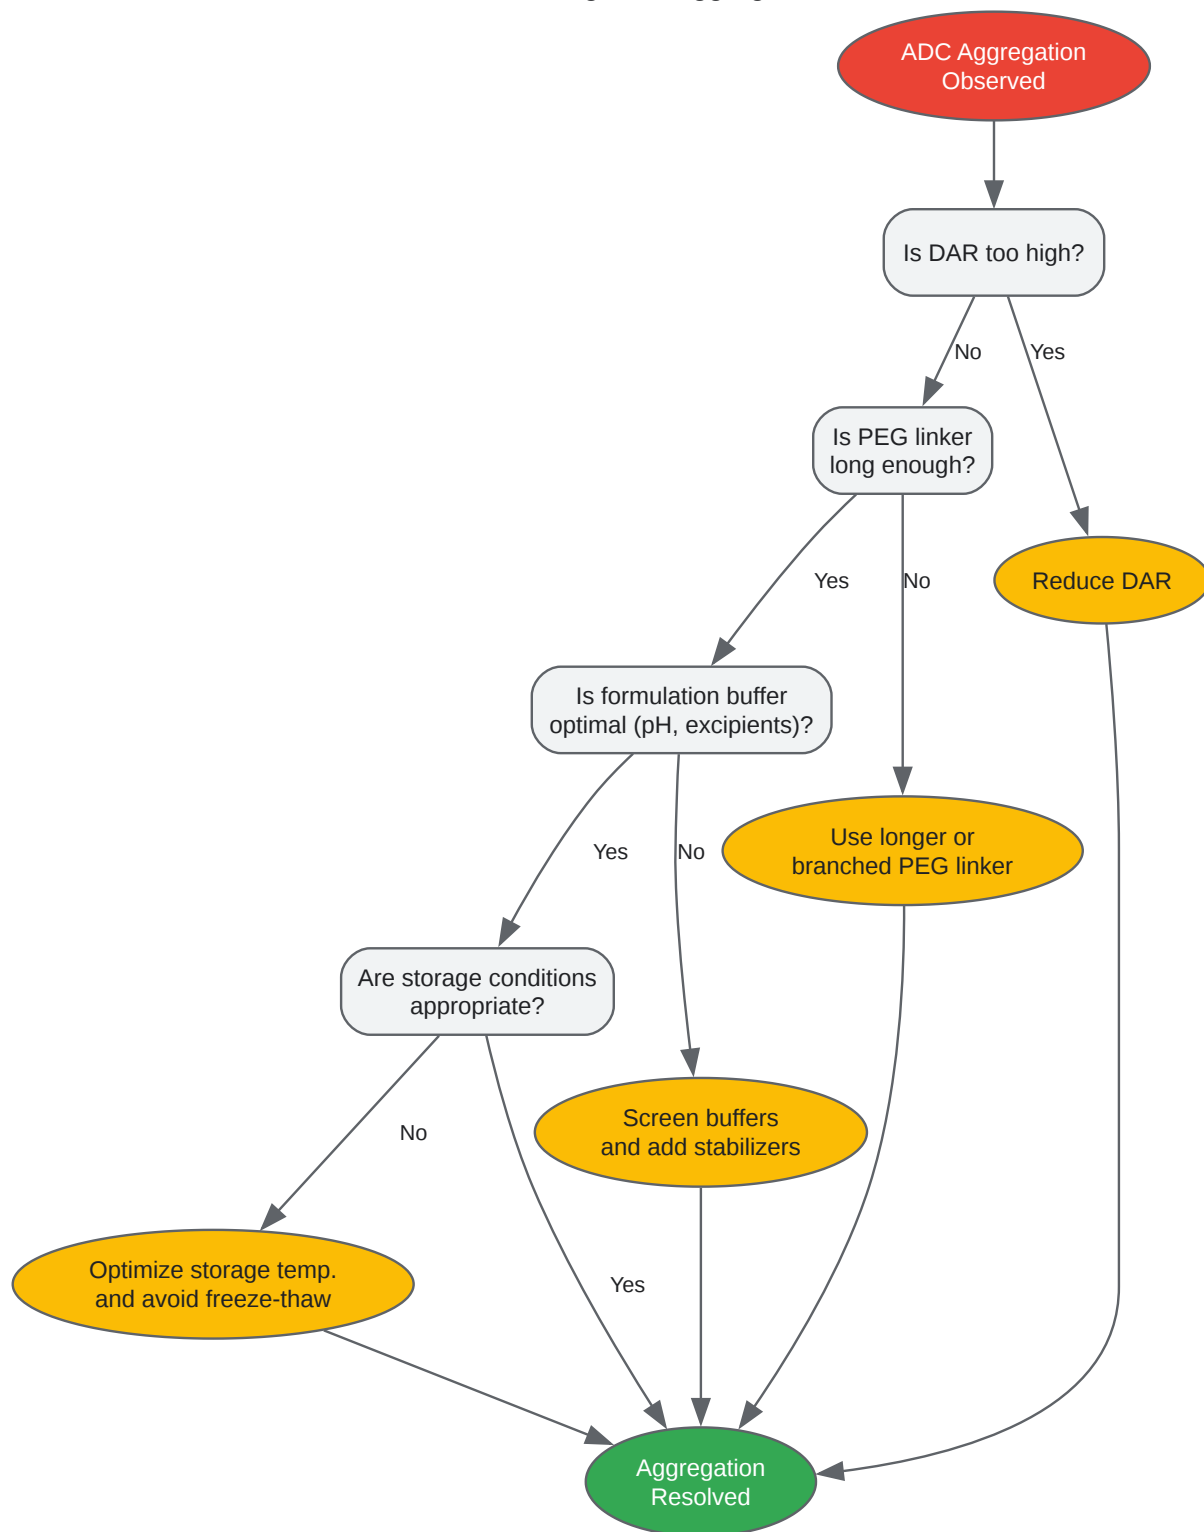 ADC Aggregation
Observed
Is DAR too high?
No
Yes
Is PEG linker
long enough?
Yes
No
Reduce DAR
Is formulation buffer
optimal (pH, excipients)?
Yes
No
Use longer or
branched PEG linker
Are storage conditions
appropriate?
No
Screen buffers
and add stabilizers
Optimize storage temp.
and avoid freeze-thaw
Yes
Aggregation
Resolved